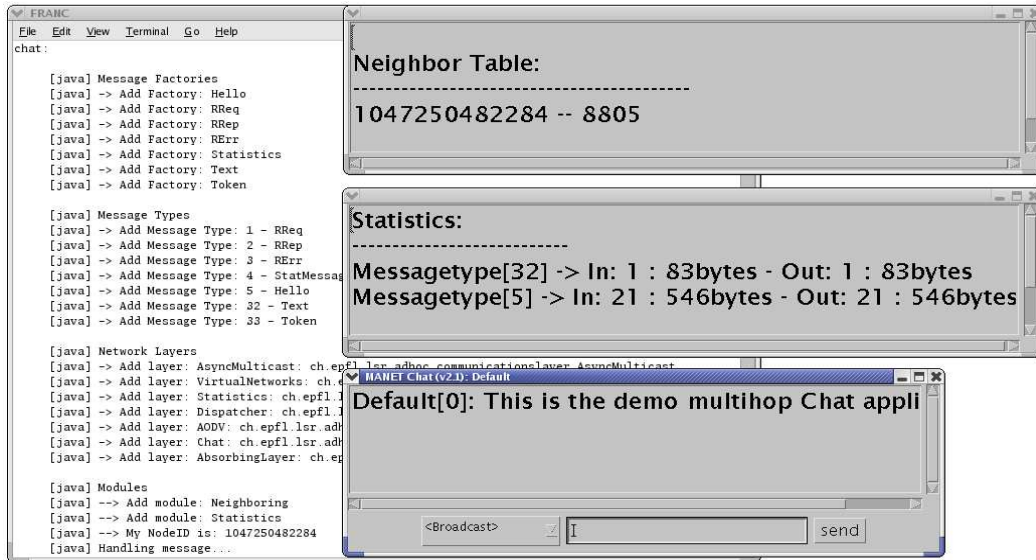 FRANC
File Edit View Terminal Go Help
chat:
[java] Message Factories
[java] -> Add Factory: Hello
[java] -> Add Factory: RReq
[java] -> Add Factory: RRep
[java] -> Add Factory: RErr
[java] -> Add Factory: Statistics
[java] -> Add Factory: Text
[java] -> Add Factory: Token
[java] Message Types
[java] -> Add Message Type: 1 - RReq
[java] -> Add Message Type: 2 - RRep
[java] -> Add Message Type: 3 - RErr
[java] -> Add Message Type: 4 - StatMessag
[java] -> Add Message Type: 5 - Hello
[java] -> Add Message Type: 32 - Text
[java] -> Add Message Type: 33 - Token
[java] Network Layers
[java] -> Add layer: AsyncMulticast: ch.epfl.lsr.adhoc.communicationslayer.AsyncMulticast
[java] -> Add layer: VirtualNetworks: ch.e
[java] -> Add layer: Statistics: ch.epfl.l
[java] -> Add layer: Dispatcher: ch.epfl.l
[java] -> Add layer: AODV: ch.epfl.lsr.adh
[java] -> Add layer: Chat: ch.epfl.lsr.adh
[java] -> Add layer: AbsorbingLayer: ch.ep
[java] Modules
[java] --> Add module: Neighboring
[java] --> Add module: Statistics
[java] --> My NodeID is: 1047250482284
[java] Handling message...
Neighbor Table:
------------------------------------------
1047250482284 -- 8805
Statistics:
---------------------------
Messagetype[32] -> In: 1 : 83bytes - Out: 1 : 83bytes
Messagetype[5] -> In: 21 : 546bytes - Out: 21 : 546bytes
MANET Chat (v2.1): Default
Default[0]: This is the demo multihop Chat appli
<Broadcast>
send